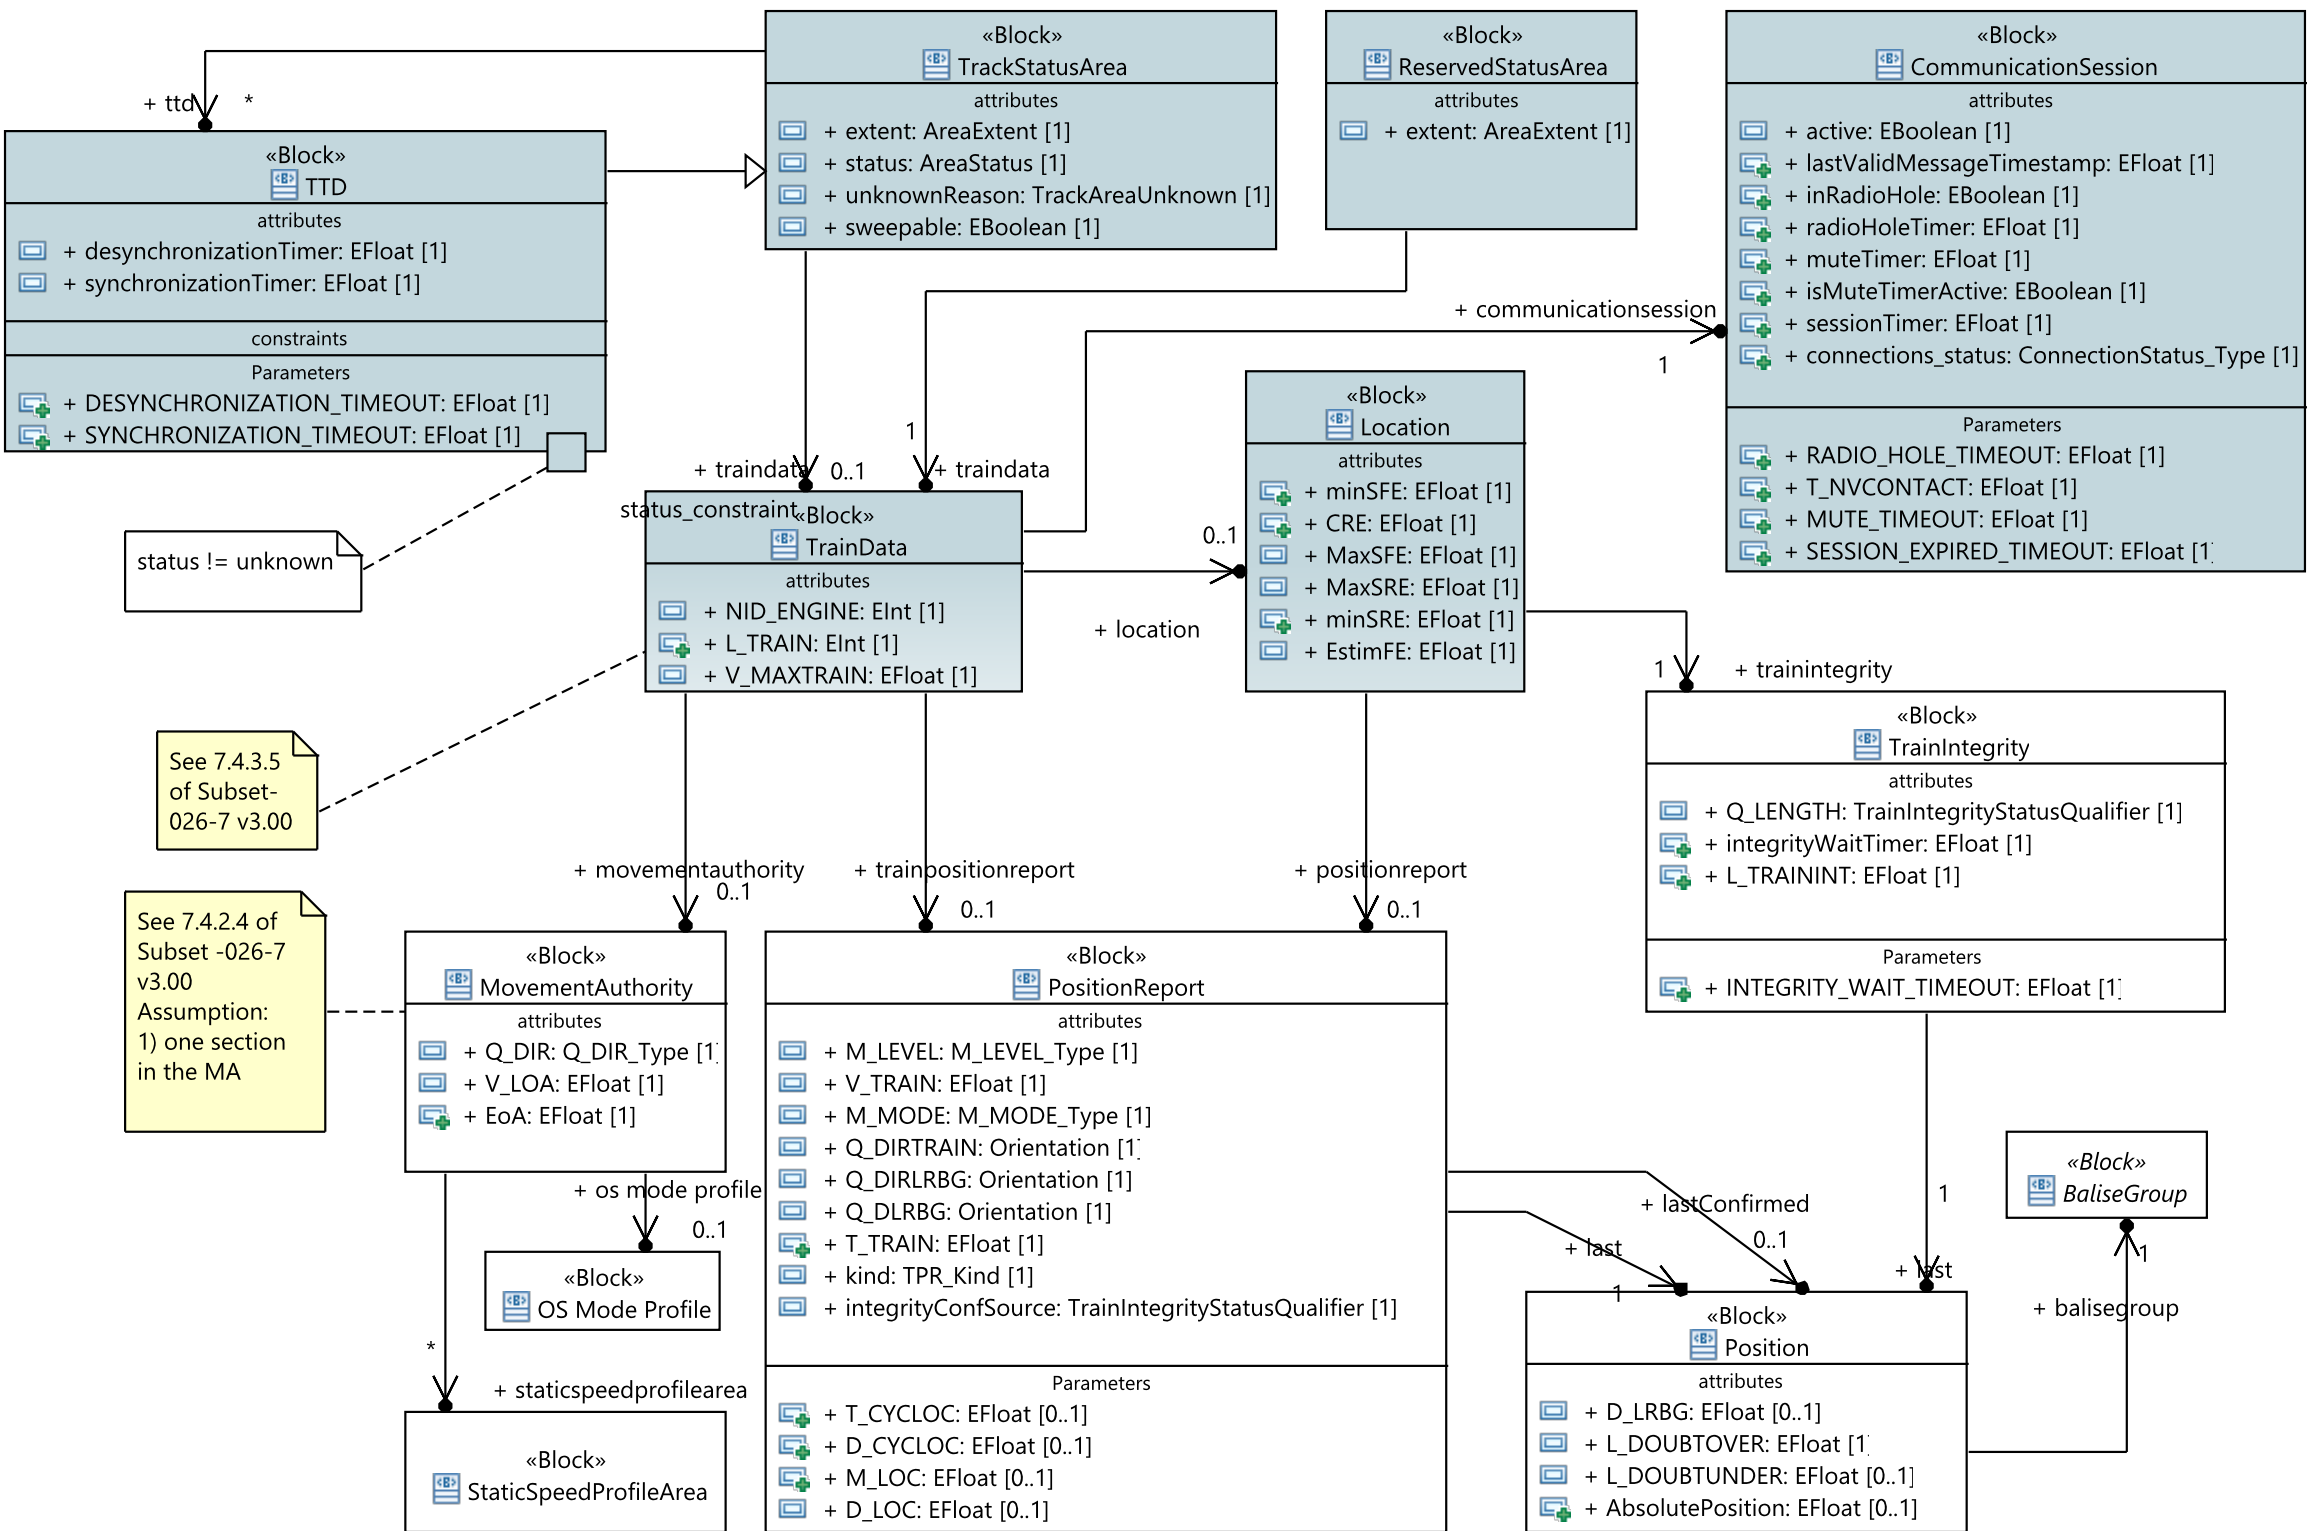 «Block»
TrackStatusArea
attributes
+ extent: AreaExtent [1]
+ status: AreaStatus [1]
+ unknownReason: TrackAreaUnknown [1]
+ sweepable: EBoolean [1]
«Block»
ReservedStatusArea
attributes
+ extent: AreaExtent [1]
«Block»
CommunicationSession
attributes
+ active: EBoolean [1]
+ lastValidMessageTimestamp: EFloat [1]
+ inRadioHole: EBoolean [1]
+ radioHoleTimer: EFloat [1]
+ muteTimer: EFloat [1]
+ isMuteTimerActive: EBoolean [1]
+ sessionTimer: EFloat [1]
+ connections_status: ConnectionStatus_Type [1]
Parameters
+ RADIO_HOLE_TIMEOUT: EFloat [1]
+ T_NVCONTACT: EFloat [1]
+ MUTE_TIMEOUT: EFloat [1]
+ SESSION_EXPIRED_TIMEOUT: EFloat [1]
+ ttd
*
«Block»
TTD
attributes
+ desynchronizationTimer: EFloat [1]
+ synchronizationTimer: EFloat [1]
constraints
Parameters
+ DESYNCHRONIZATION_TIMEOUT: EFloat [1]
+ SYNCHRONIZATION_TIMEOUT: EFloat [1]
+ communicationsession
1
1
+ traindata
0..1
+ traindata
status_constraint
status != unknown
«Block»
TrainData
attributes
+ NID_ENGINE: EInt [1]
+ L_TRAIN: EInt [1]
+ V_MAXTRAIN: EFloat [1]
0..1
+ location
«Block»
Location
attributes
+ minSFE: EFloat [1]
+ CRE: EFloat [1]
+ MaxSFE: EFloat [1]
+ MaxSRE: EFloat [1]
+ minSRE: EFloat [1]
+ EstimFE: EFloat [1]
1
+ trainintegrity
«Block»
TrainIntegrity
attributes
+ Q_LENGTH: TrainIntegrityStatusQualifier [1]
+ integrityWaitTimer: EFloat [1]
+ L_TRAININT: EFloat [1]
Parameters
+ INTEGRITY_WAIT_TIMEOUT: EFloat [1]
See 7.4.3.5
of Subset-
026-7 v3.00
See 7.4.2.4 of
Subset -026-7
v3.00
Assumption:
1) one section
in the MA
+ movementauthority
0..1
+ trainpositionreport
0..1
+ positionreport
0..1
«Block»
MovementAuthority
attributes
+ Q_DIR: Q_DIR_Type [1]
+ V_LOA: EFloat [1]
+ EoA: EFloat [1]
+ os mode profile
0..1
«Block»
OS Mode Profile
*
+ staticspeedprofilearea
«Block»
StaticSpeedProfileArea
«Block»
PositionReport
attributes
+ M_LEVEL: M_LEVEL_Type [1]
+ V_TRAIN: EFloat [1]
+ M_MODE: M_MODE_Type [1]
+ Q_DIRTRAIN: Orientation [1]
+ Q_DIRLRBG: Orientation [1]
+ Q_DLRBG: Orientation [1]
+ T_TRAIN: EFloat [1]
+ kind: TPR_Kind [1]
+ integrityConfSource: TrainIntegrityStatusQualifier [1]
Parameters
+ T_CYCLOC: EFloat [0..1]
+ D_CYCLOC: EFloat [0..1]
+ M_LOC: EFloat [0..1]
+ D_LOC: EFloat [0..1]
+ lastConfirmed
0..1
+ last
1
1
+ last
«Block»
BaliseGroup
1
+ balisegroup
«Block»
Position
attributes
+ D_LRBG: EFloat [0..1]
+ L_DOUBTOVER: EFloat [1]
+ L_DOUBTUNDER: EFloat [0..1]
+ AbsolutePosition: EFloat [0..1]